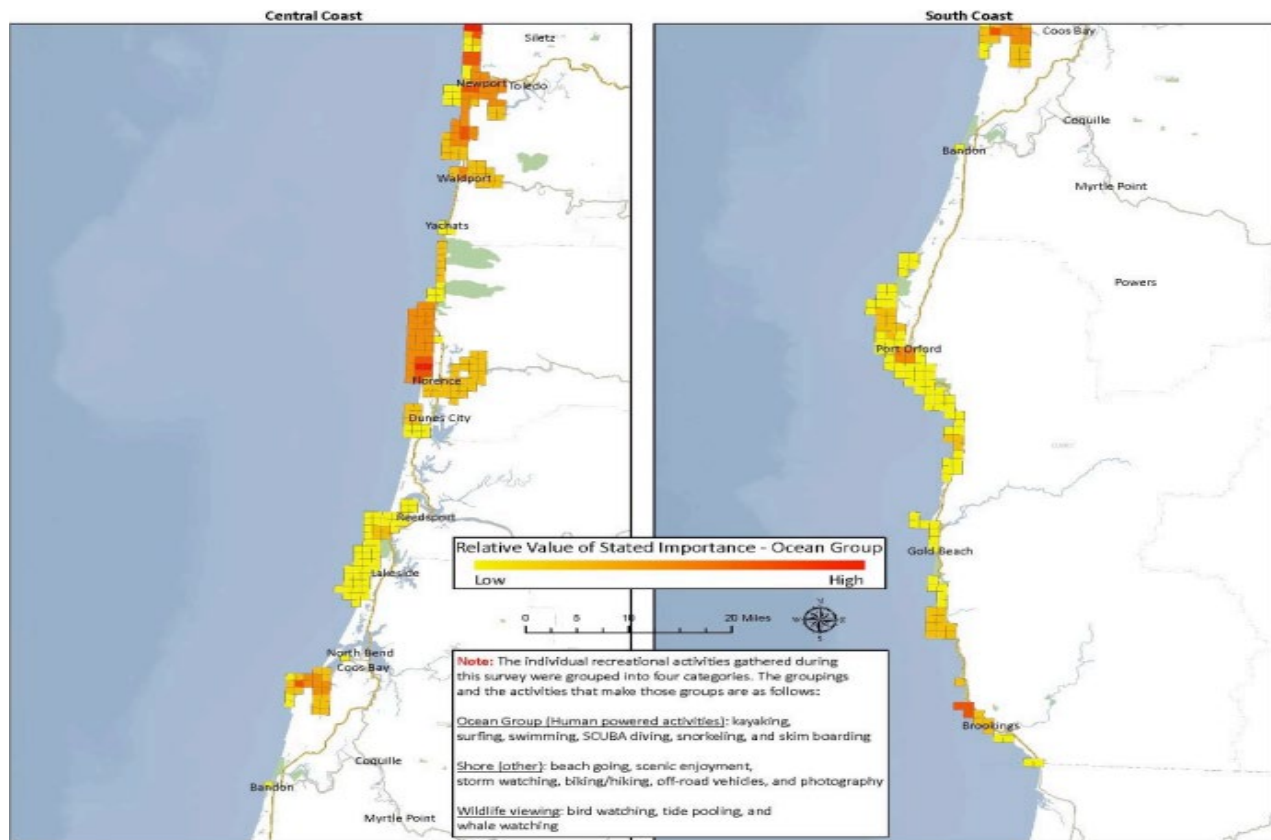 Central Coast
South Coast
Siletz
Newport
Toledo
Waldport
Yachats
Florence
Dunes City
Reedsport
Lakeside
North Bend
Coos Bay
Coquille
Bandon
Myrtle Point
Coos Bay
Coquille
Bandon
Myrtle Point
Powers
Port Orford
Gold Beach
Brookings
Relative Value of Stated Importance - Ocean Group
Low High
0 5 10 20 Miles
N
W E
S
Note: The individual recreational activities gathered during
this survey were grouped into four categories. The groupings
and the activities that make those groups are as follows:
Ocean Group (Human powered activities): kayaking,
surfing, swimming, SCUBA diving, snorkeling, and skim boarding
Shore (other): beach going, scenic enjoyment,
storm watching, biking/hiking, off-road vehicles, and photography
Wildlife viewing: bird watching, tide pooling, and
whale watching